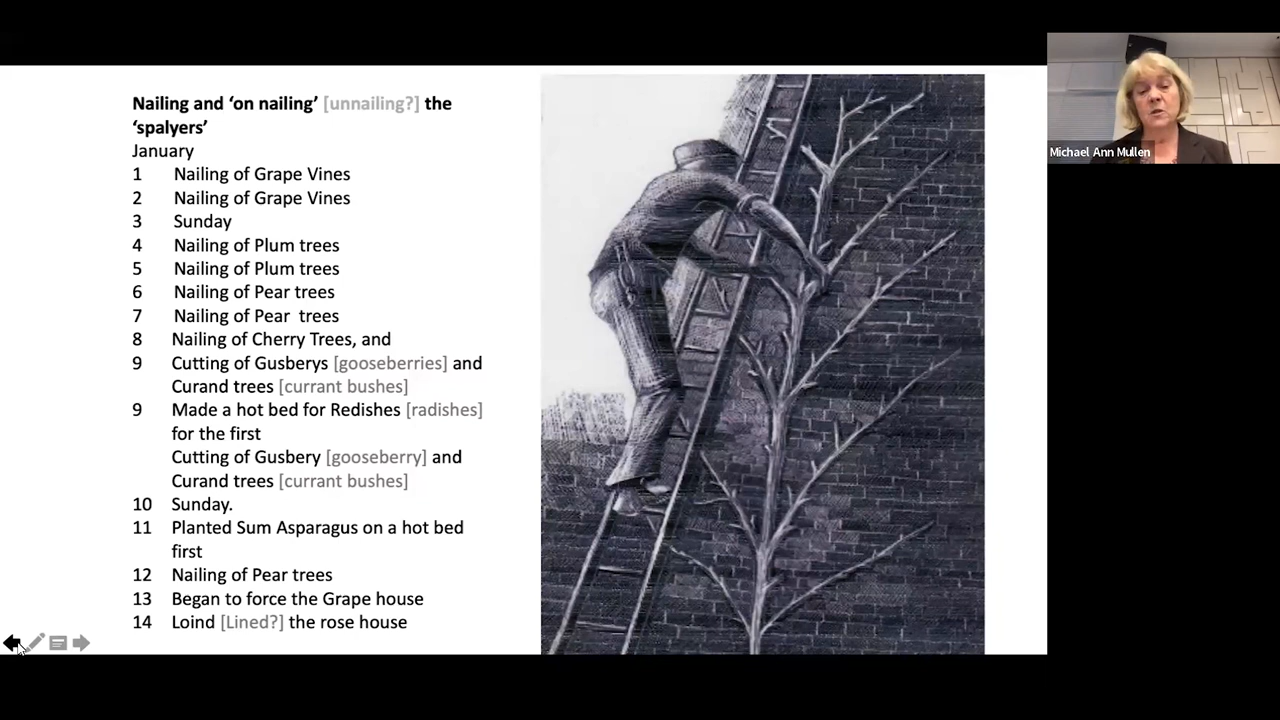 Nailing and ‘on nailing’ [unnailing?] the
‘spalyers’
January
1 Nailing of Grape Vines
2 Nailing of Grape Vines
3 Sunday
4 Nailing of Plum trees
5 Nailing of Plum trees
6 Nailing of Pear trees
7 Nailing of Pear trees
8 Nailing of Cherry Trees, and
9 Cutting of Gusberys [gooseberries] and
Curand trees [currant bushes]
9 Made a hot bed for Redishes [radishes]
for the first
Cutting of Gusbery [gooseberry] and
Curand trees [currant bushes]
10 Sunday.
11 Planted Sum Asparagus on a hot bed
first
12 Nailing of Pear trees
13 Began to force the Grape house
14 Loind [Lined?] the rose house
Michael Ann Mullen